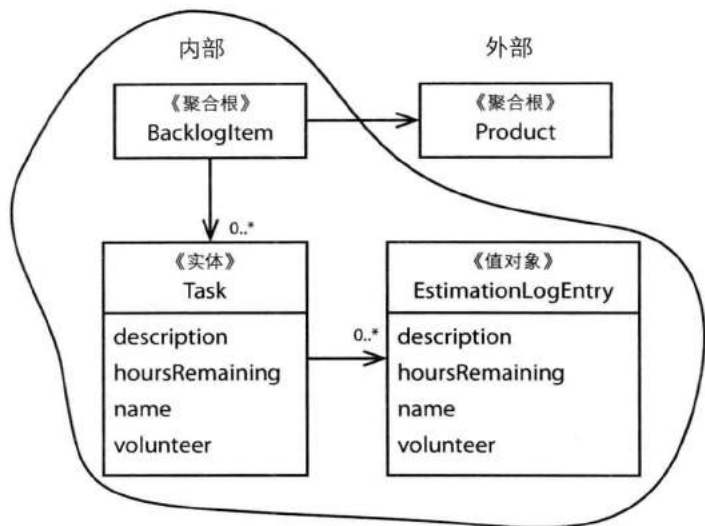 内部
外部
《聚合根》
BacklogItem
《聚合根》
Product
0..*
《实体》
Task
description
hoursRemaining
name
volunteer
0..*
《值对象》
EstimationLogEntry
description
hoursRemaining
name
volunteer